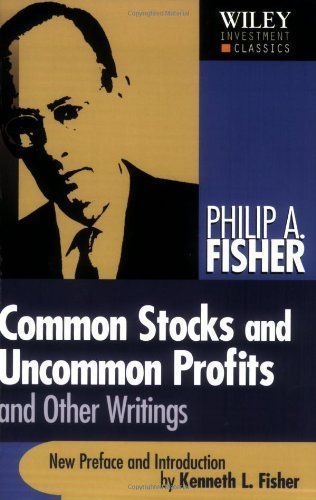 WILEY
INVESTMENT
CLASSICS
PHILIP A.
FISHER
Common Stocks and
Uncommon Profits
and Other Writings
New Preface and Introduction
by Kenneth L. Fisher